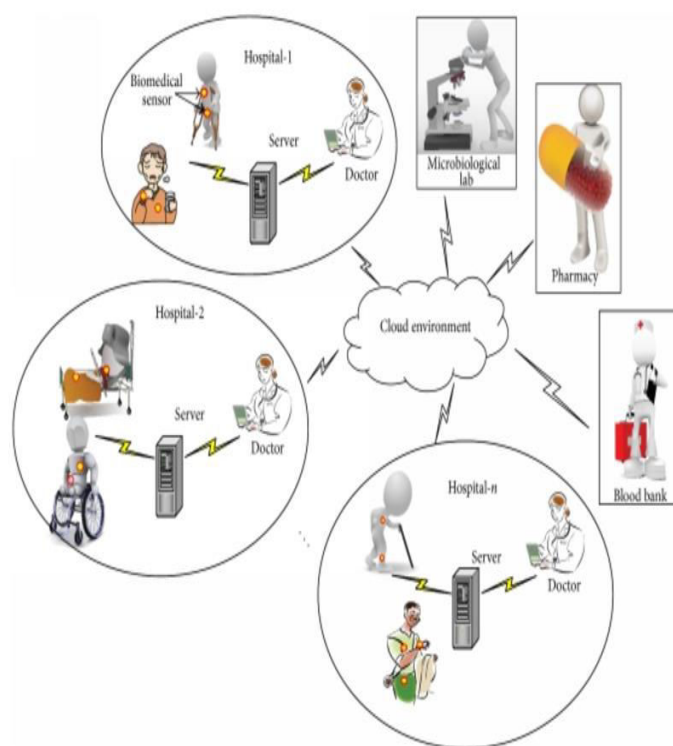 Hospital-1
Biomedical
sensor
Server
Doctor
Microbiological
lab
Pharmacy
Cloud environment
Hospital-2
Server
Doctor
Blood bank
Hospital-n
Server
Doctor